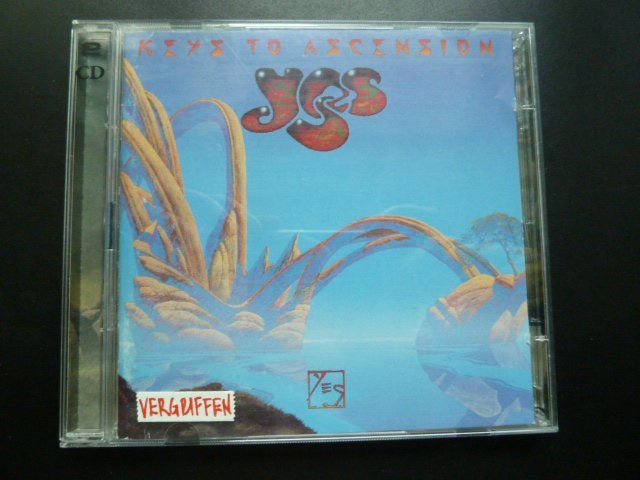 KEYS TO ASCENSION
YES
2
CD
YES
VERGRIFFEN